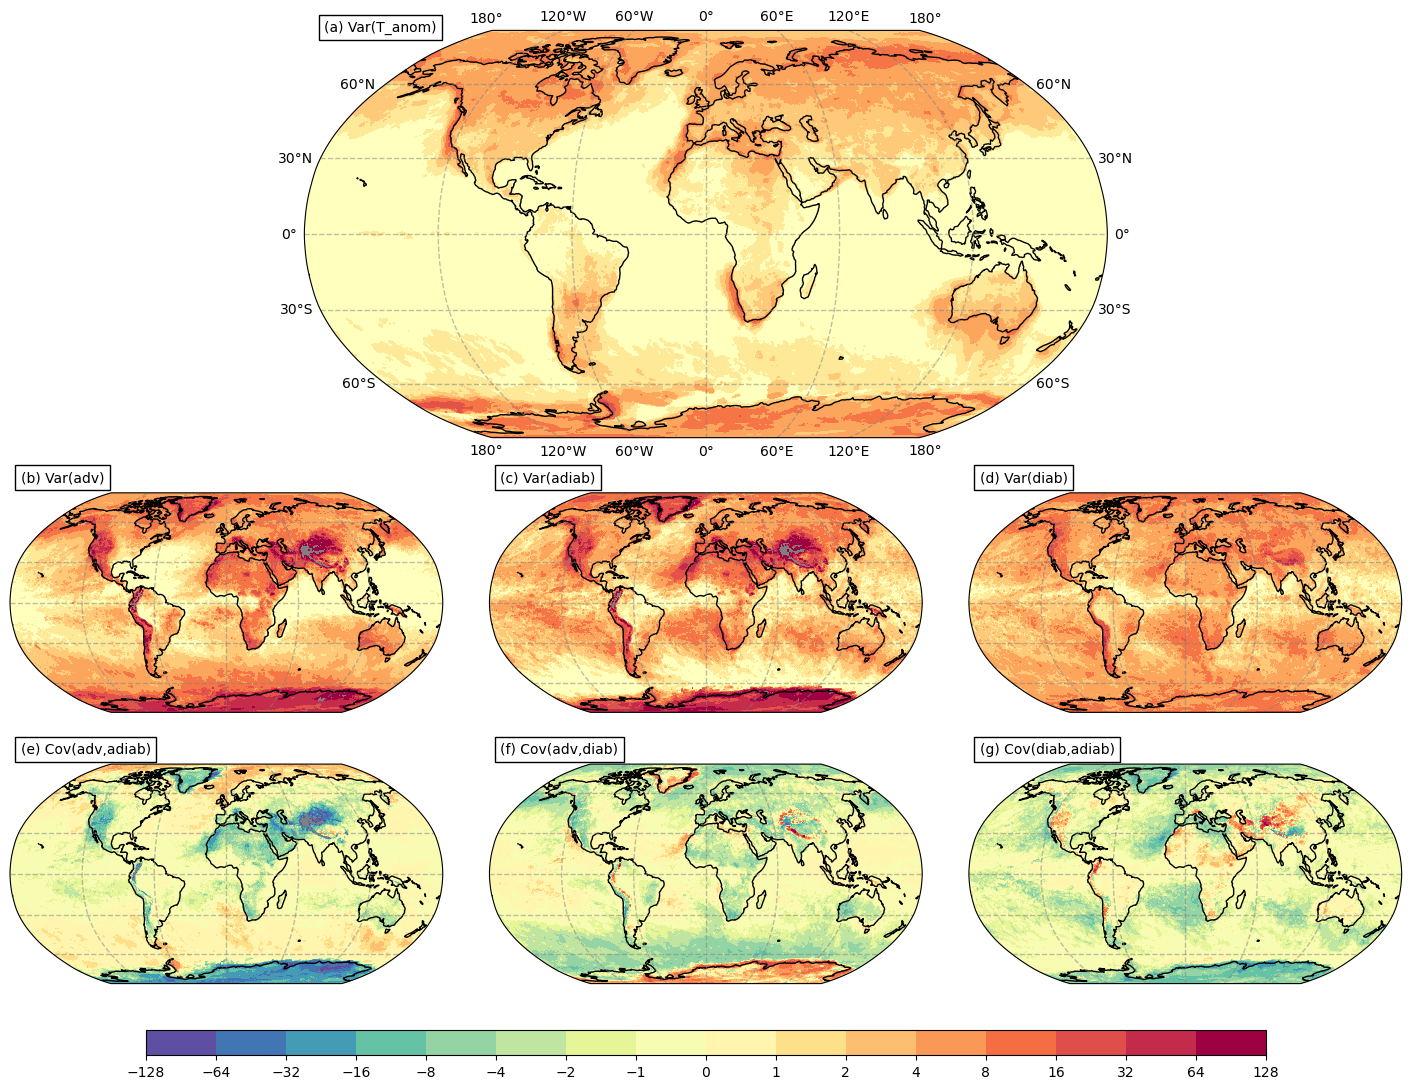 (a) Var(T_anom)
180° 120°W 60°W 0° 60°E 120°E 180°
60°N 60°N
30°N 30°N
0° 0°
30°S 30°S
60°S 60°S
180° 120°W 60°W 0° 60°E 120°E 180°
(b) Var(adv) (c) Var(adiab) (d) Var(diab)
(e) Cov(adv,adiab) (f) Cov(adv,diab) (g) Cov(diab,adiab)
−128 −64 −32 −16 −8 −4 −2 −1 0 1 2 4 8 16 32 64 128